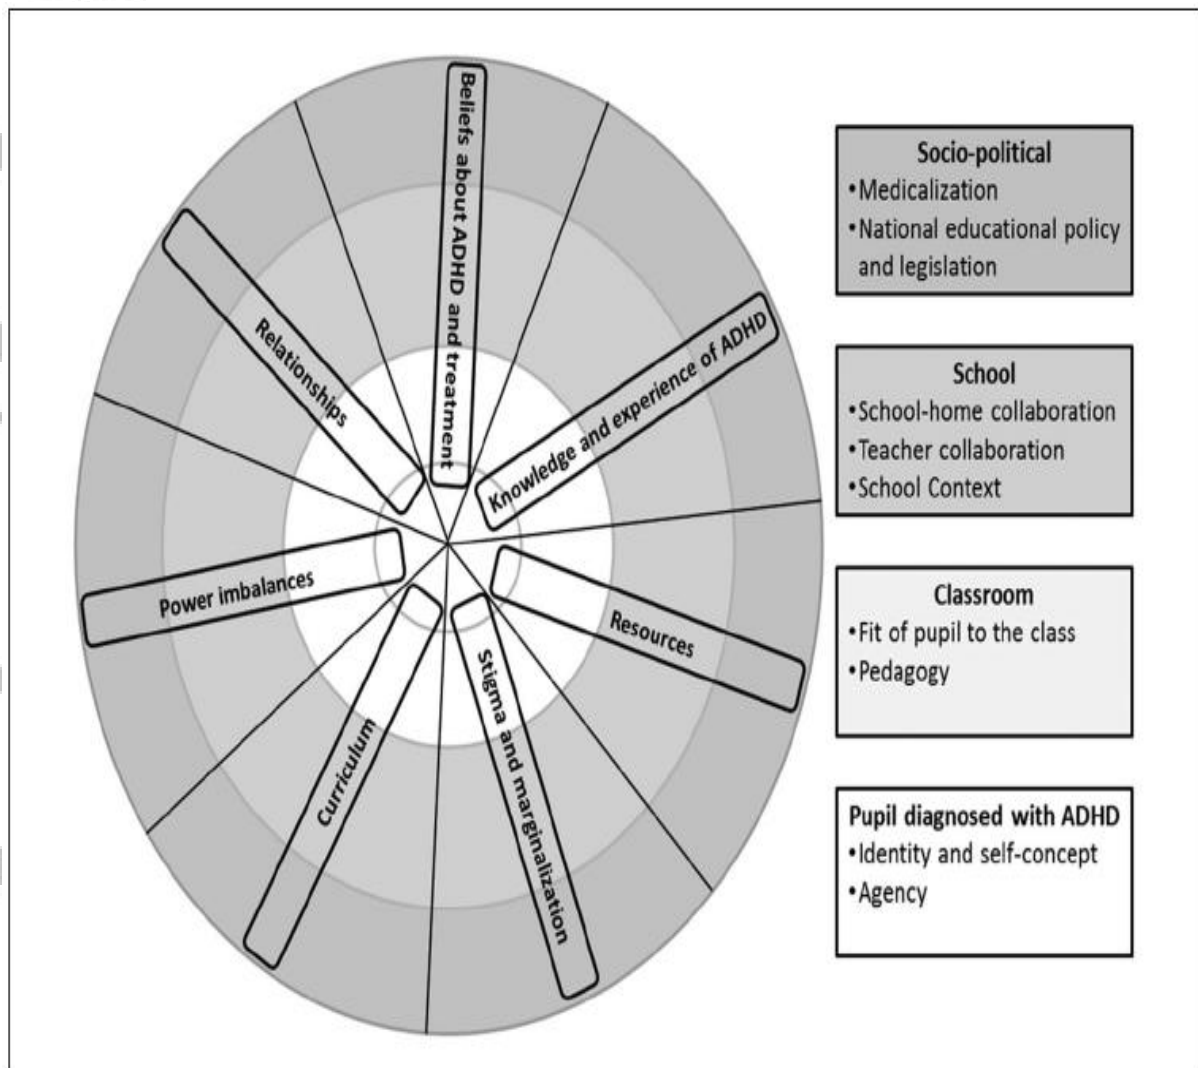 Beliefs about ADHD and treatment
Knowledge and experience of ADHD
Relationships
Power imbalances
Resources
Curriculum
Stigma and marginalization
Socio-political
•Medicalization
•National educational policy
and legislation
School
•School-home collaboration
•Teacher collaboration
•School Context
Classroom
•Fit of pupil to the class
•Pedagogy
Pupil diagnosed with ADHD
•Identity and self-concept
•Agency